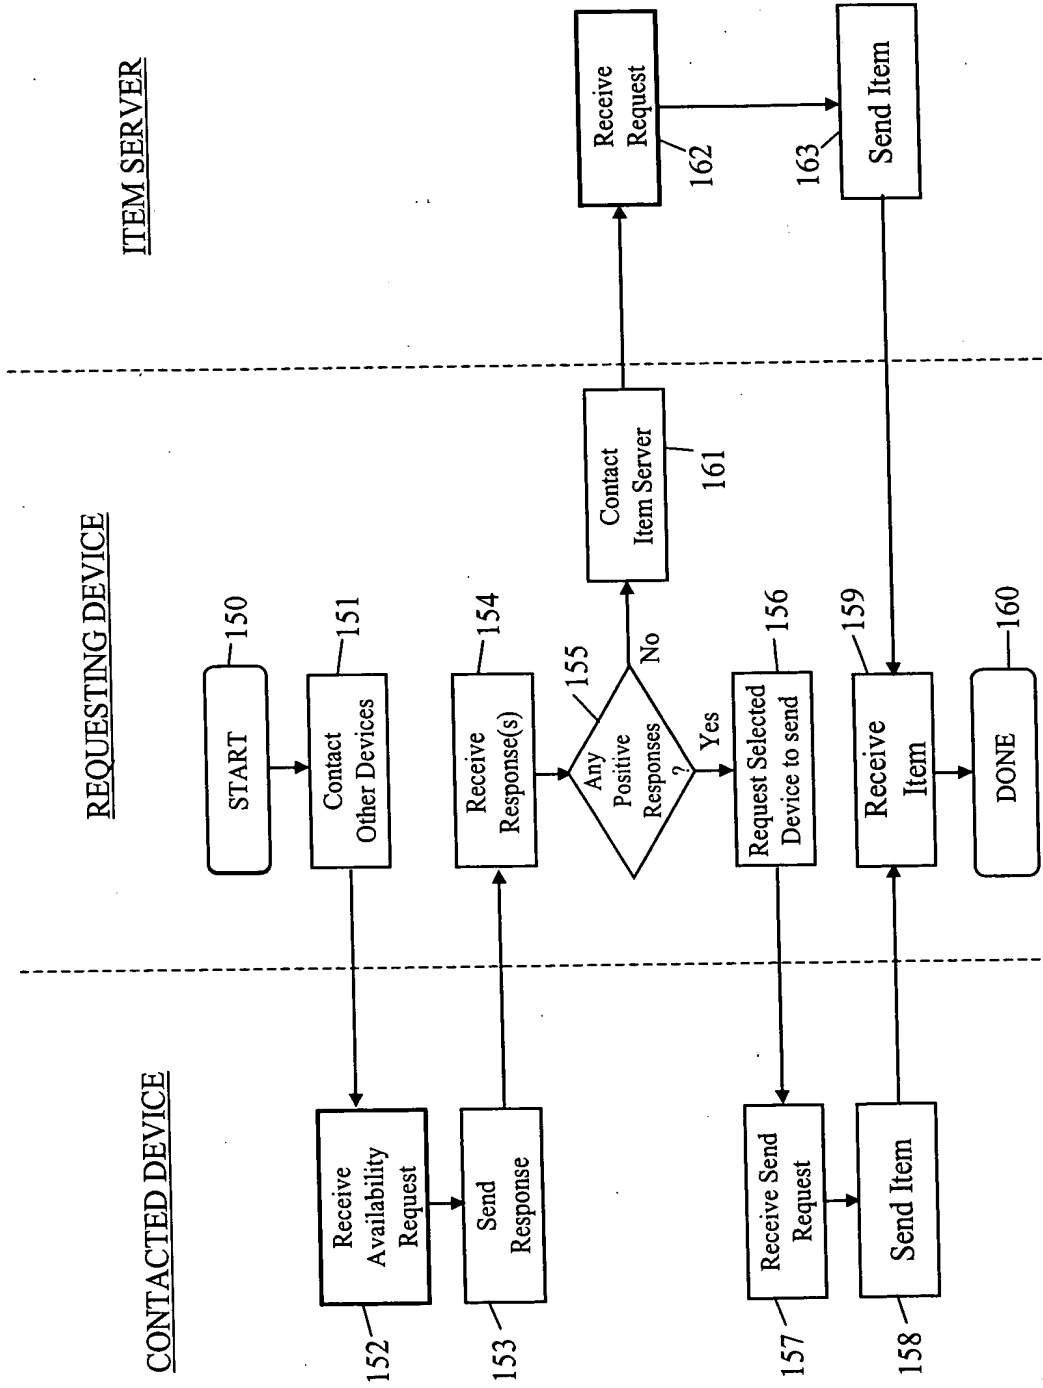 CONTACTED DEVICE
REQUESTING DEVICE
ITEM SERVER
START
150
Contact
Other Devices
151
Receive
Availability
Request
152
Send
Response
153
Receive
Response(s)
154
Any
Positive
Responses
?
155
No
Yes
Contact
Item Server
161
Receive
Request
162
Send Item
163
Request Selected
Device to send
156
Receive Send
Request
157
Send Item
158
Receive
Item
159
DONE
160